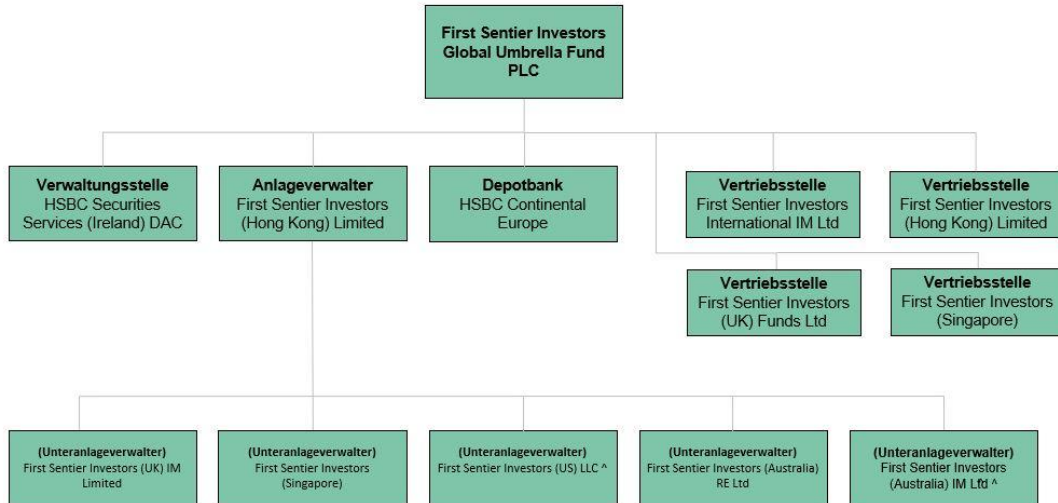 First Sentier Investors
Global Umbrella Fund
PLC
Verwaltungsstelle
HSBC Securities
Services (Ireland) DAC
Anlageverwalter
First Sentier Investors
(Hong Kong) Limited
Depotbank
HSBC Continental
Europe
Vertriebsstelle
First Sentier Investors
International IM Ltd
Vertriebsstelle
First Sentier Investors
(Hong Kong) Limited
Vertriebsstelle
First Sentier Investors
(UK) Funds Ltd
Vertriebsstelle
First Sentier Investors
(Singapore)
(Unteranlageverwalter)
First Sentier Investors (UK) IM
Limited
(Unteranlageverwalter)
First Sentier Investors
(Singapore)
(Unteranlageverwalter)
First Sentier Investors (US) LLC ^
(Unteranlageverwalter)
First Sentier Investors (Australia)
RE Ltd
(Unteranlageverwalter)
First Sentier Investors
(Australia) IM Ltd ^